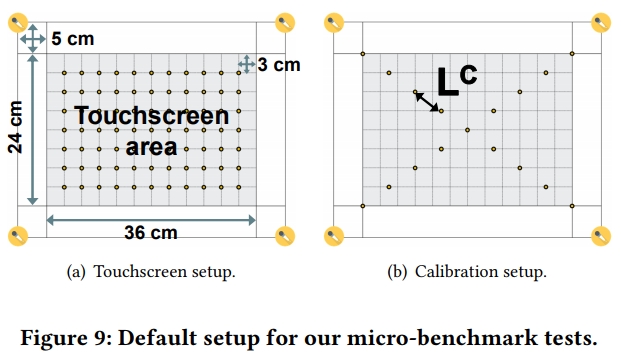 5 cm
3 cm
24 cm
Touchscreen
area
36 cm
L^C
(a) Touchscreen setup.
(b) Calibration setup.
Figure 9: Default setup for our micro-benchmark tests.